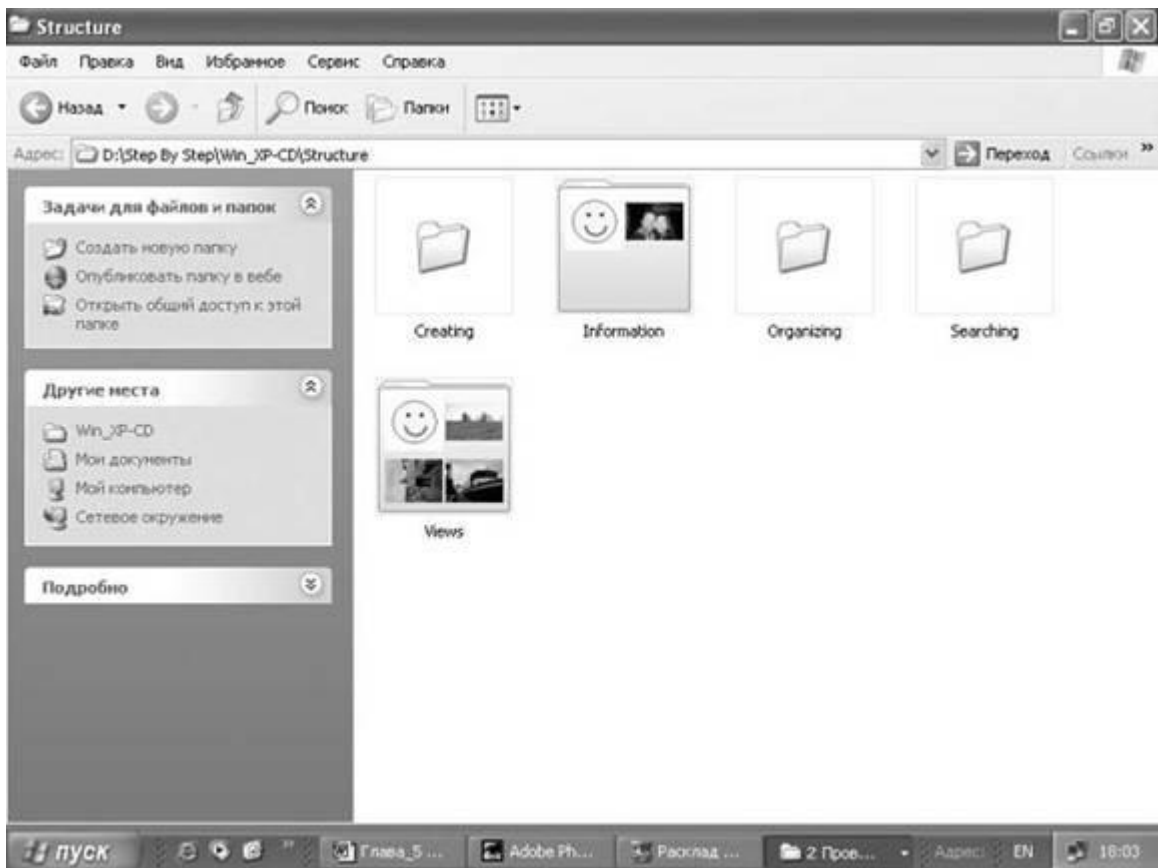 Structure
Файл Правка Вид Избранное Сервис Справка
Назад Поиск Папки
Адрес: D:\Step By Step\Win_XP-CD\Structure Переход Ссылки »
Задачи для файлов и папок
Создать новую папку
Опубликовать папку в вебе
Открыть общий доступ к этой
папке
Другие места
Win_XP-CD
Мои документы
Мой компьютер
Сетевое окружение
Подробно
Creating Information Organizing Searching
Views
пуск » Глава_5 ... Adobe Ph... Расклад ... 2 Пров... Адрес: EN 18:03